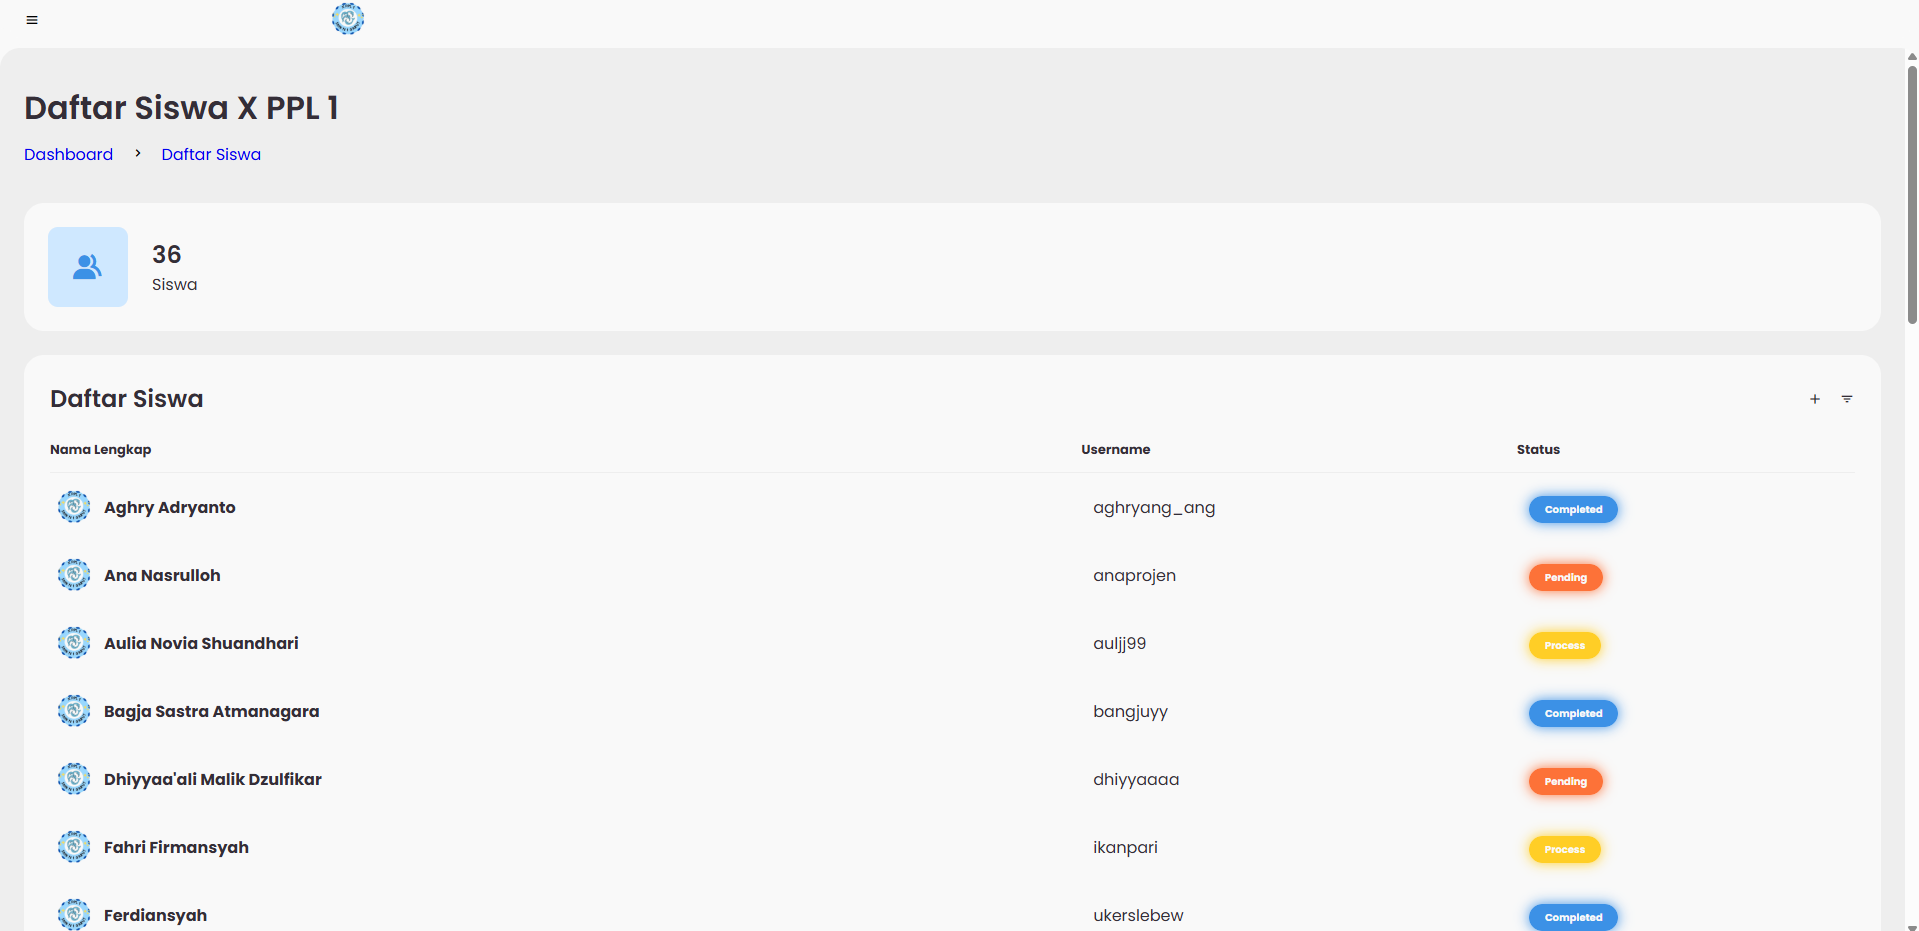 Daftar Siswa X PPL 1
Dashboard > Daftar Siswa
36
Siswa
Daftar Siswa
Nama Lengkap Username Status
Aghry Adryanto aghryang_ang Completed
Ana Nasrulloh anaprojen Pending
Aulia Novia Shuandhari auljj99 Process
Bagja Sastra Atmanagara bangjuyy Completed
Dhiyyaa'ali Malik Dzulfikar dhiyyaaaa Pending
Fahri Firmansyah ikanpari Process
Ferdiansyah ukerslebew Completed